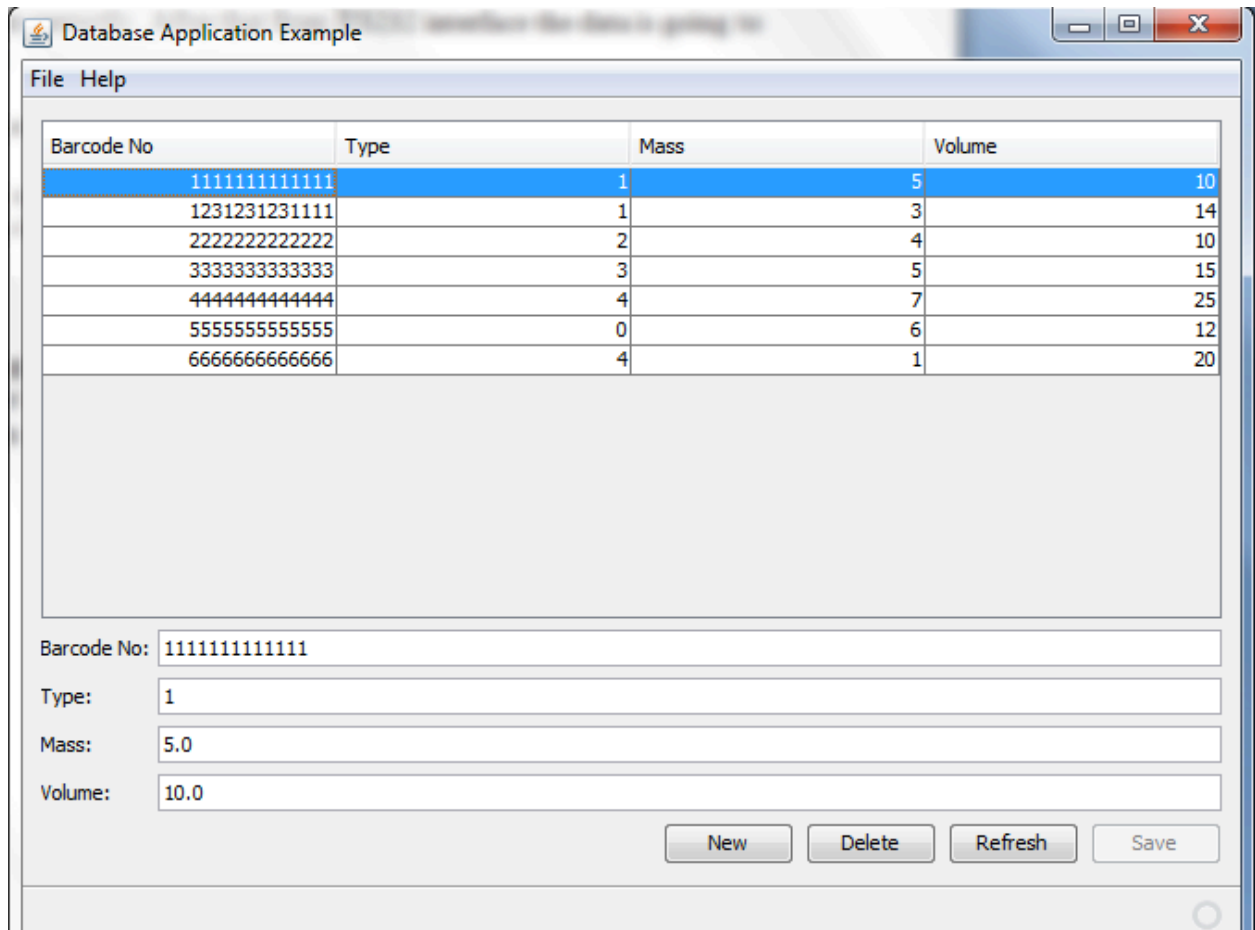 Database Application Example
File Help
Barcode No Type Mass Volume
1111111111111 1 5 10
1231231231111 1 3 14
2222222222222 2 4 10
3333333333333 3 5 15
4444444444444 4 7 25
5555555555555 0 6 12
6666666666666 4 1 20
Barcode No: 1111111111111
Type: 1
Mass: 5.0
Volume: 10.0
New Delete Refresh Save